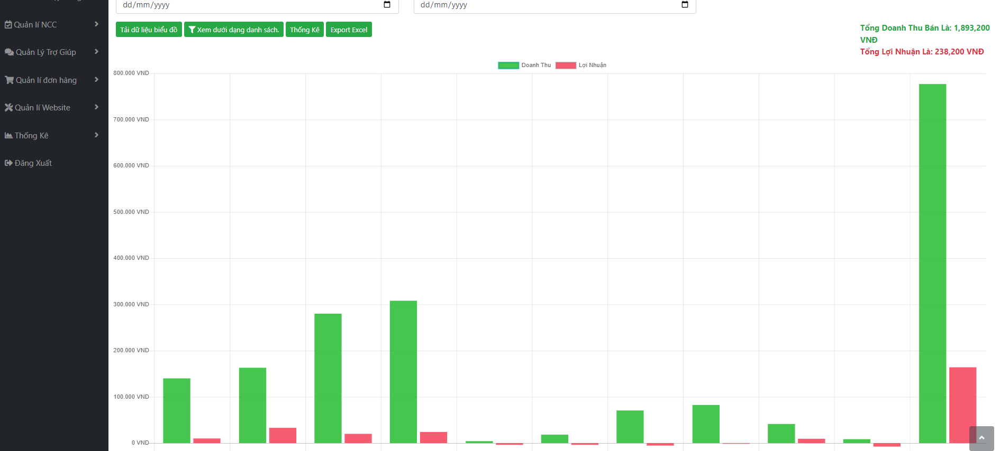 Quản lí NCC
Quản Lý Trợ Giúp
Quản lí đơn hàng
Quản lí Website
Thống Kê
Đăng Xuất
dd/mm/yyyy
dd/mm/yyyy
Tải dữ liệu biểu đồ
Xem dưới dạng danh sách.
Thống Kê
Export Excel
Tổng Doanh Thu Bán Là: 1,893,200
VNĐ
Tổng Lợi Nhuận Là: 238,200 VNĐ
Doanh Thu
Lợi Nhuận
800.000 VND
700.000 VND
600.000 VND
500.000 VND
400.000 VND
300.000 VND
200.000 VND
100.000 VND
0 VND